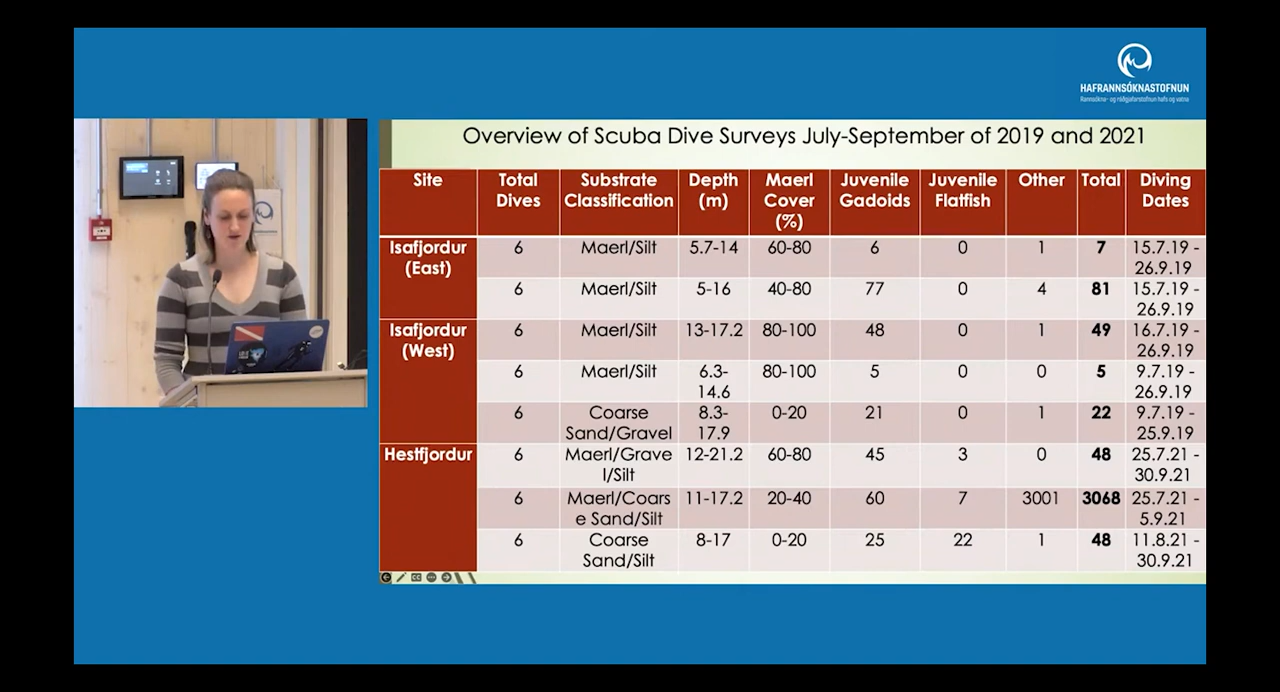 HAFRANNSÓKNASTOFNUN
Rannsókna- og ráðgjafarstofnun hafs og vatna
Overview of Scuba Dive Surveys July-September of 2019 and 2021
Site Total Dives Substrate Classification Depth (m) Maerl Cover (%) Juvenile Gadoids Juvenile Flatfish Other Total Diving Dates
Isafjordur (East) 6 Maerl/Silt 5.7-14 60-80 6 0 1 7 15.7.19 - 26.9.19
6 Maerl/Silt 5-16 40-80 77 0 4 81 15.7.19 - 26.9.19
Isafjordur (West) 6 Maerl/Silt 13-17.2 80-100 48 0 1 49 16.7.19 - 26.9.19
6 Maerl/Silt 6.3-14.6 80-100 5 0 0 5 9.7.19 - 26.9.19
6 Coarse Sand/Gravel 8.3-17.9 0-20 21 0 1 22 9.7.19 - 25.9.19
Hestfjordur 6 Maerl/Gravel/Silt 12-21.2 60-80 45 3 0 48 25.7.21 - 30.9.21
6 Maerl/Coarse Sand/Silt 11-17.2 20-40 60 7 3001 3068 25.7.21 - 5.9.21
6 Coarse Sand/Silt 8-17 0-20 25 22 1 48 11.8.21 - 30.9.21